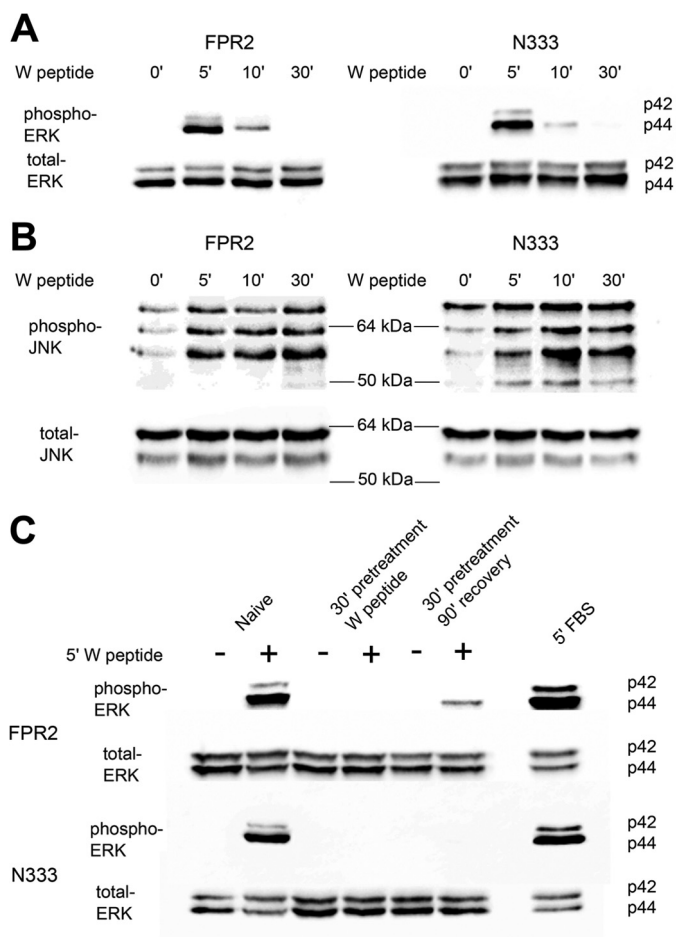 A
FPR2 N333
W peptide 0' 5' 10' 30' W peptide 0' 5' 10' 30'
phospho-
ERK
p42
p44
total-
ERK
p42
p44
B
FPR2 N333
W peptide 0' 5' 10' 30' W peptide 0' 5' 10' 30'
phospho-
JNK
64 kDa
50 kDa
total-
JNK
64 kDa
50 kDa
C
Naive
30' pretreatment
W peptide
30' pretreatment
90' recovery
5' FBS
5' W peptide - + - + - +
FPR2
phospho-
ERK
p42
p44
total-
ERK
p42
p44
N333
phospho-
ERK
p42
p44
total-
ERK
p42
p44